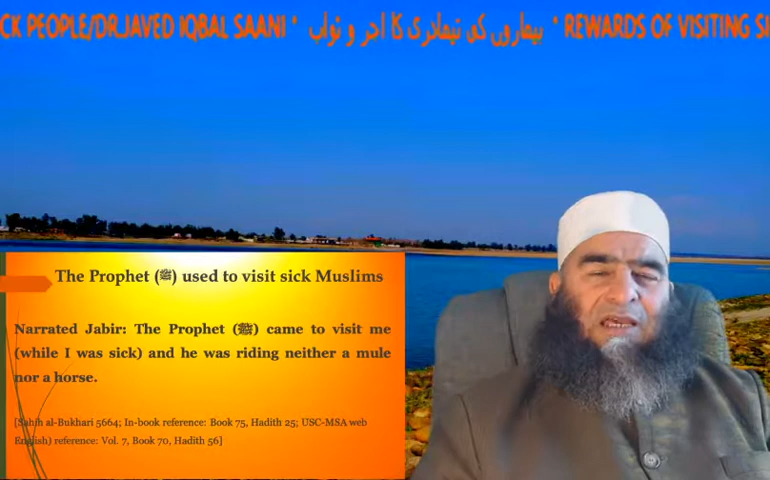 CK PEOPLE/DR.JAVED IQBAL SAANI * بیماروں کی تیمارداری کا اجر و ثواب * REWARDS OF VISITING SI
The Prophet (ﷺ) used to visit sick Muslims
Narrated Jabir: The Prophet (ﷺ) came to visit me
(while I was sick) and he was riding neither a mule
nor a horse.
[Sahih al-Bukhari 5664; In-book reference: Book 75, Hadith 25; USC-MSA web
English) reference: Vol. 7, Book 70, Hadith 56]